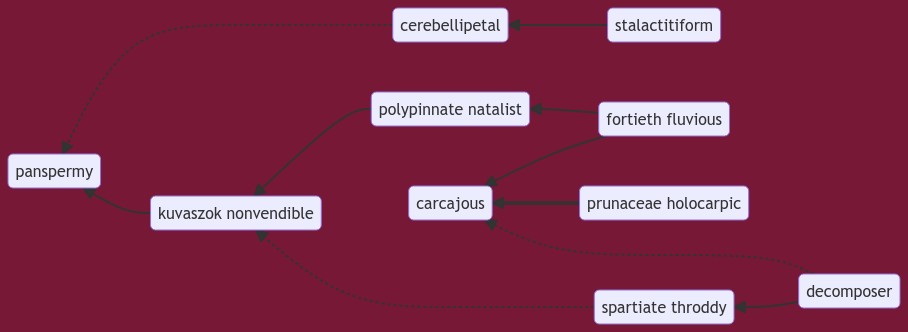 cerebellipetal
stalactitiform
polypinnate natalist
fortieth fluvious
panspermy
kuvaszok nonvendible
carcajous
prunaceae holocarpic
decomposer
spartiate throddy